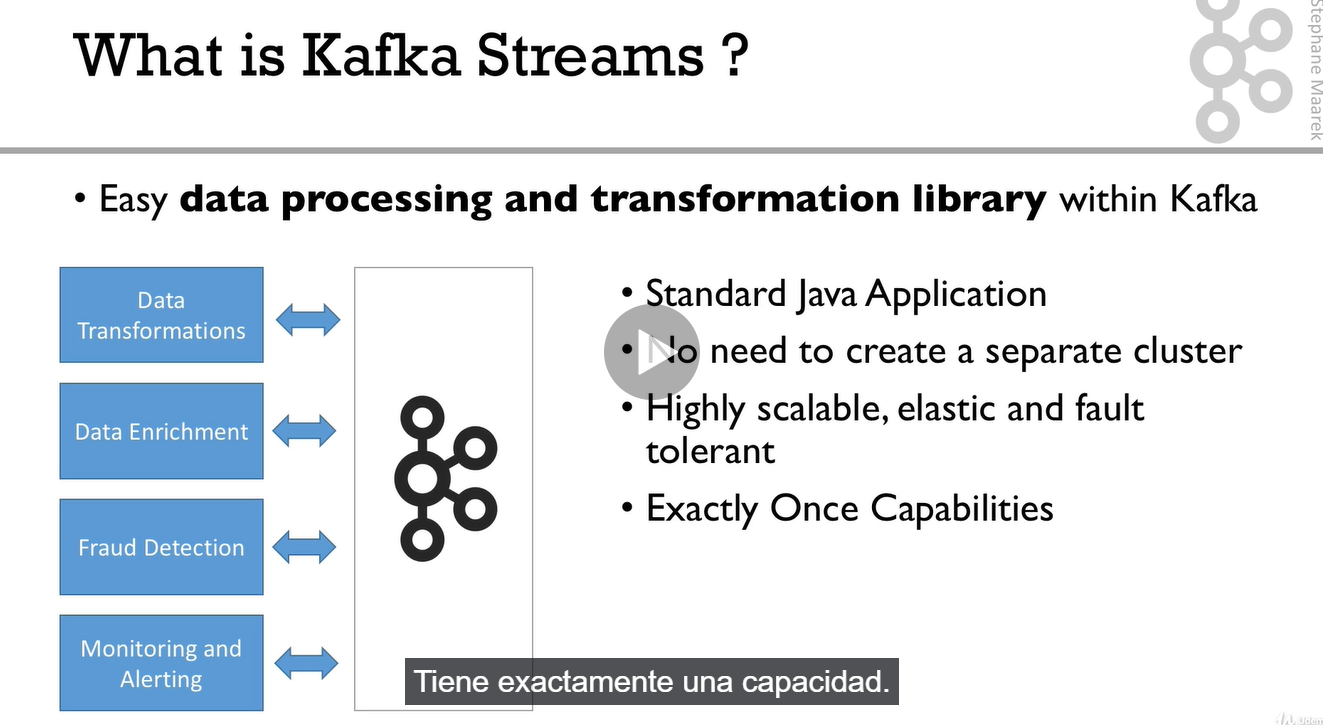 What is Kafka Streams ?
Stephane Maarek
• Easy data processing and transformation library within Kafka
Data
Transformations
Data Enrichment
Fraud Detection
Monitoring and
Alerting
• Standard Java Application
• No need to create a separate cluster
• Highly scalable, elastic and fault
tolerant
• Exactly Once Capabilities
Tiene exactamente una capacidad.